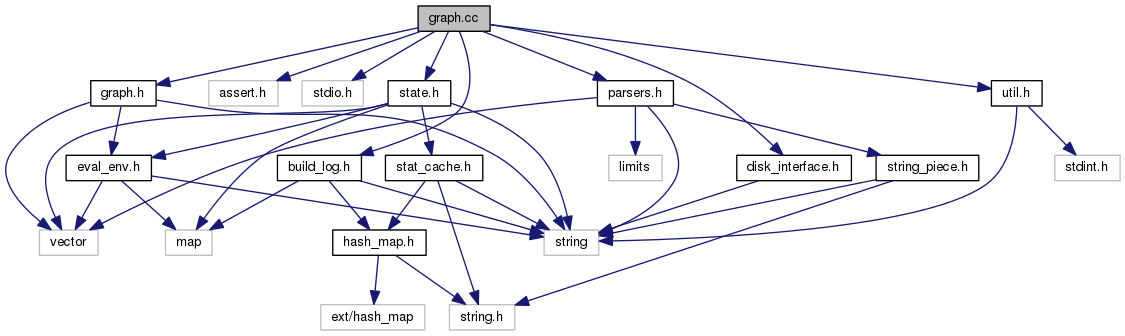 graph.cc
graph.h
assert.h
stdio.h
state.h
parsers.h
util.h
eval_env.h
build_log.h
stat_cache.h
limits
disk_interface.h
string_piece.h
stdint.h
vector
map
hash_map.h
string
ext/hash_map
string.h